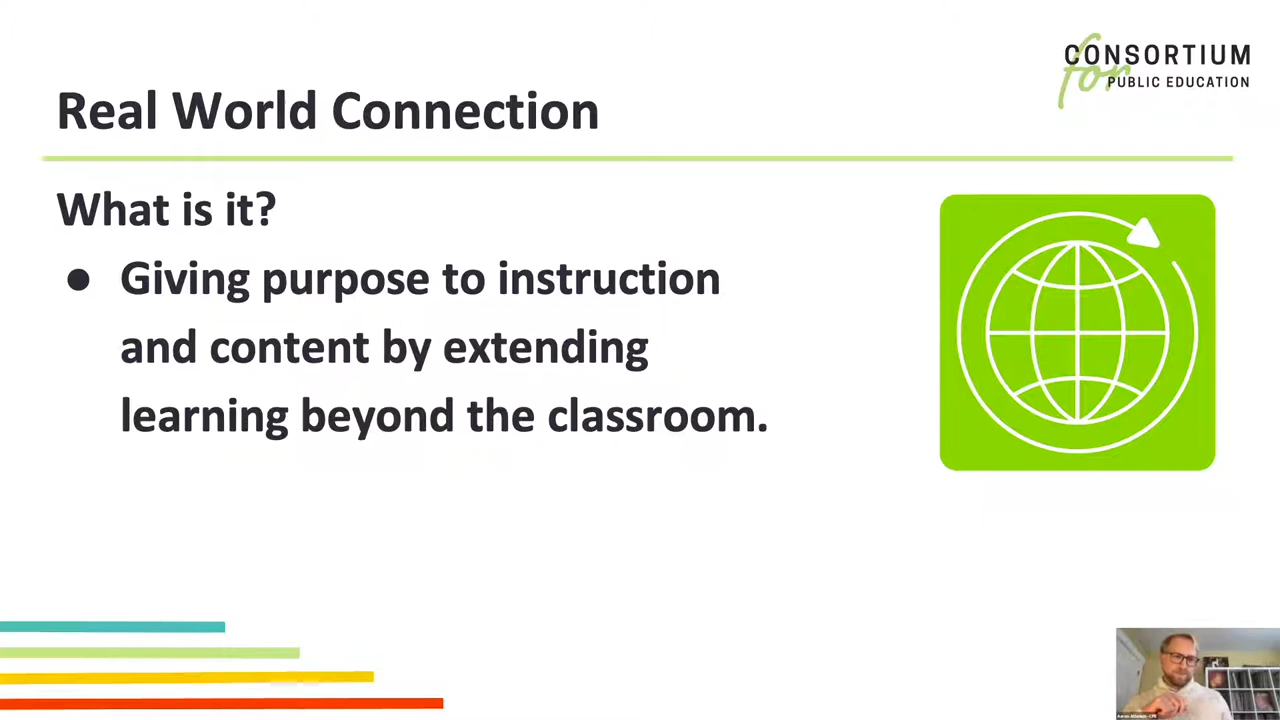 CONSORTIUM
for PUBLIC EDUCATION
Real World Connection
What is it?
● Giving purpose to instruction
and content by extending
learning beyond the classroom.